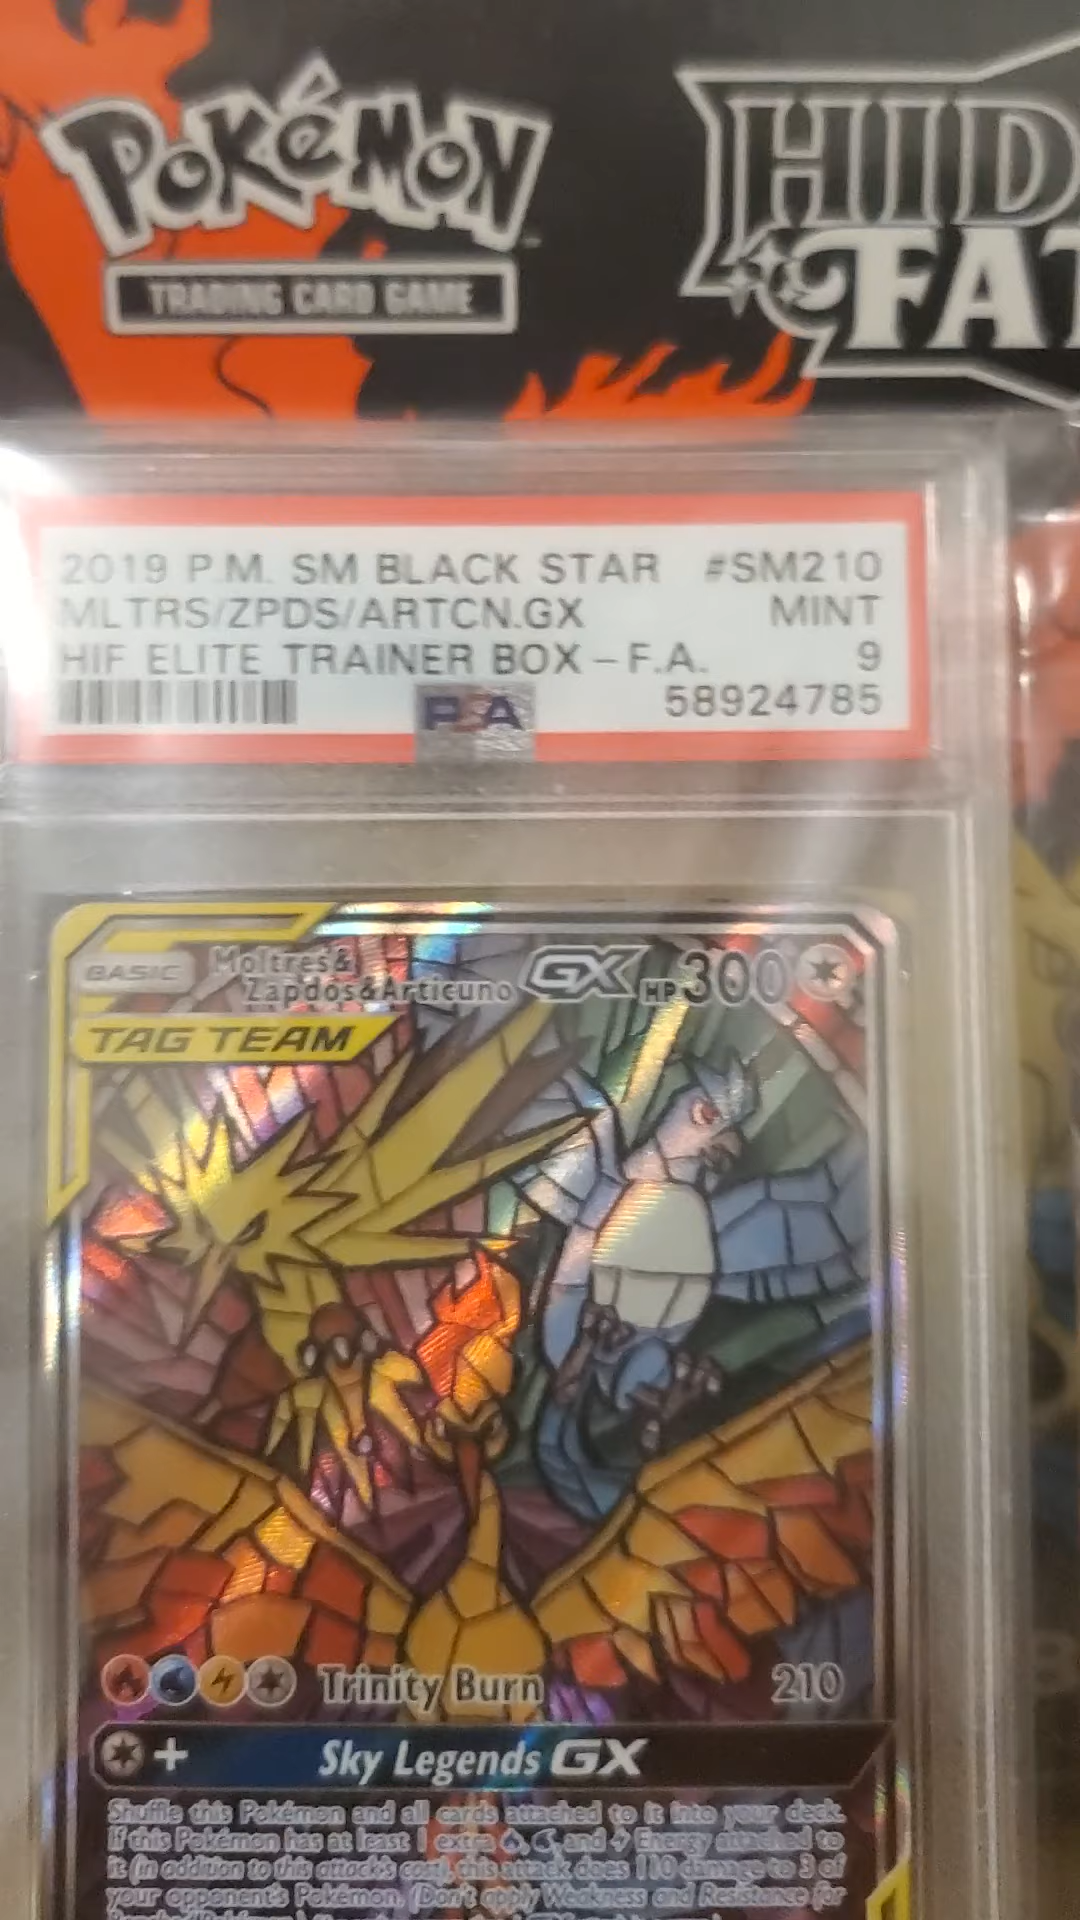 POKéMON
TRADING CARD GAME
HID
FAT
2019 P.M. SM BLACK STAR #SM210
MLTRS/ZPDS/ARTCN.GX MINT
HIF ELITE TRAINER BOX – F.A. 9
PSA 58924785
BASIC Moltres&
Zapdos&Articuno GX HP300
TAG TEAM
Trinity Burn 210
+ Sky Legends GX
Shuffle this Pokémon and all cards attached to it into your deck.
If this Pokémon has at least 1 extra , , and Energy attached to
it (in addition to this attack's cost), this attack does 110 damage to 3 of
your opponent's Pokémon. (Don't apply Weakness and Resistance for